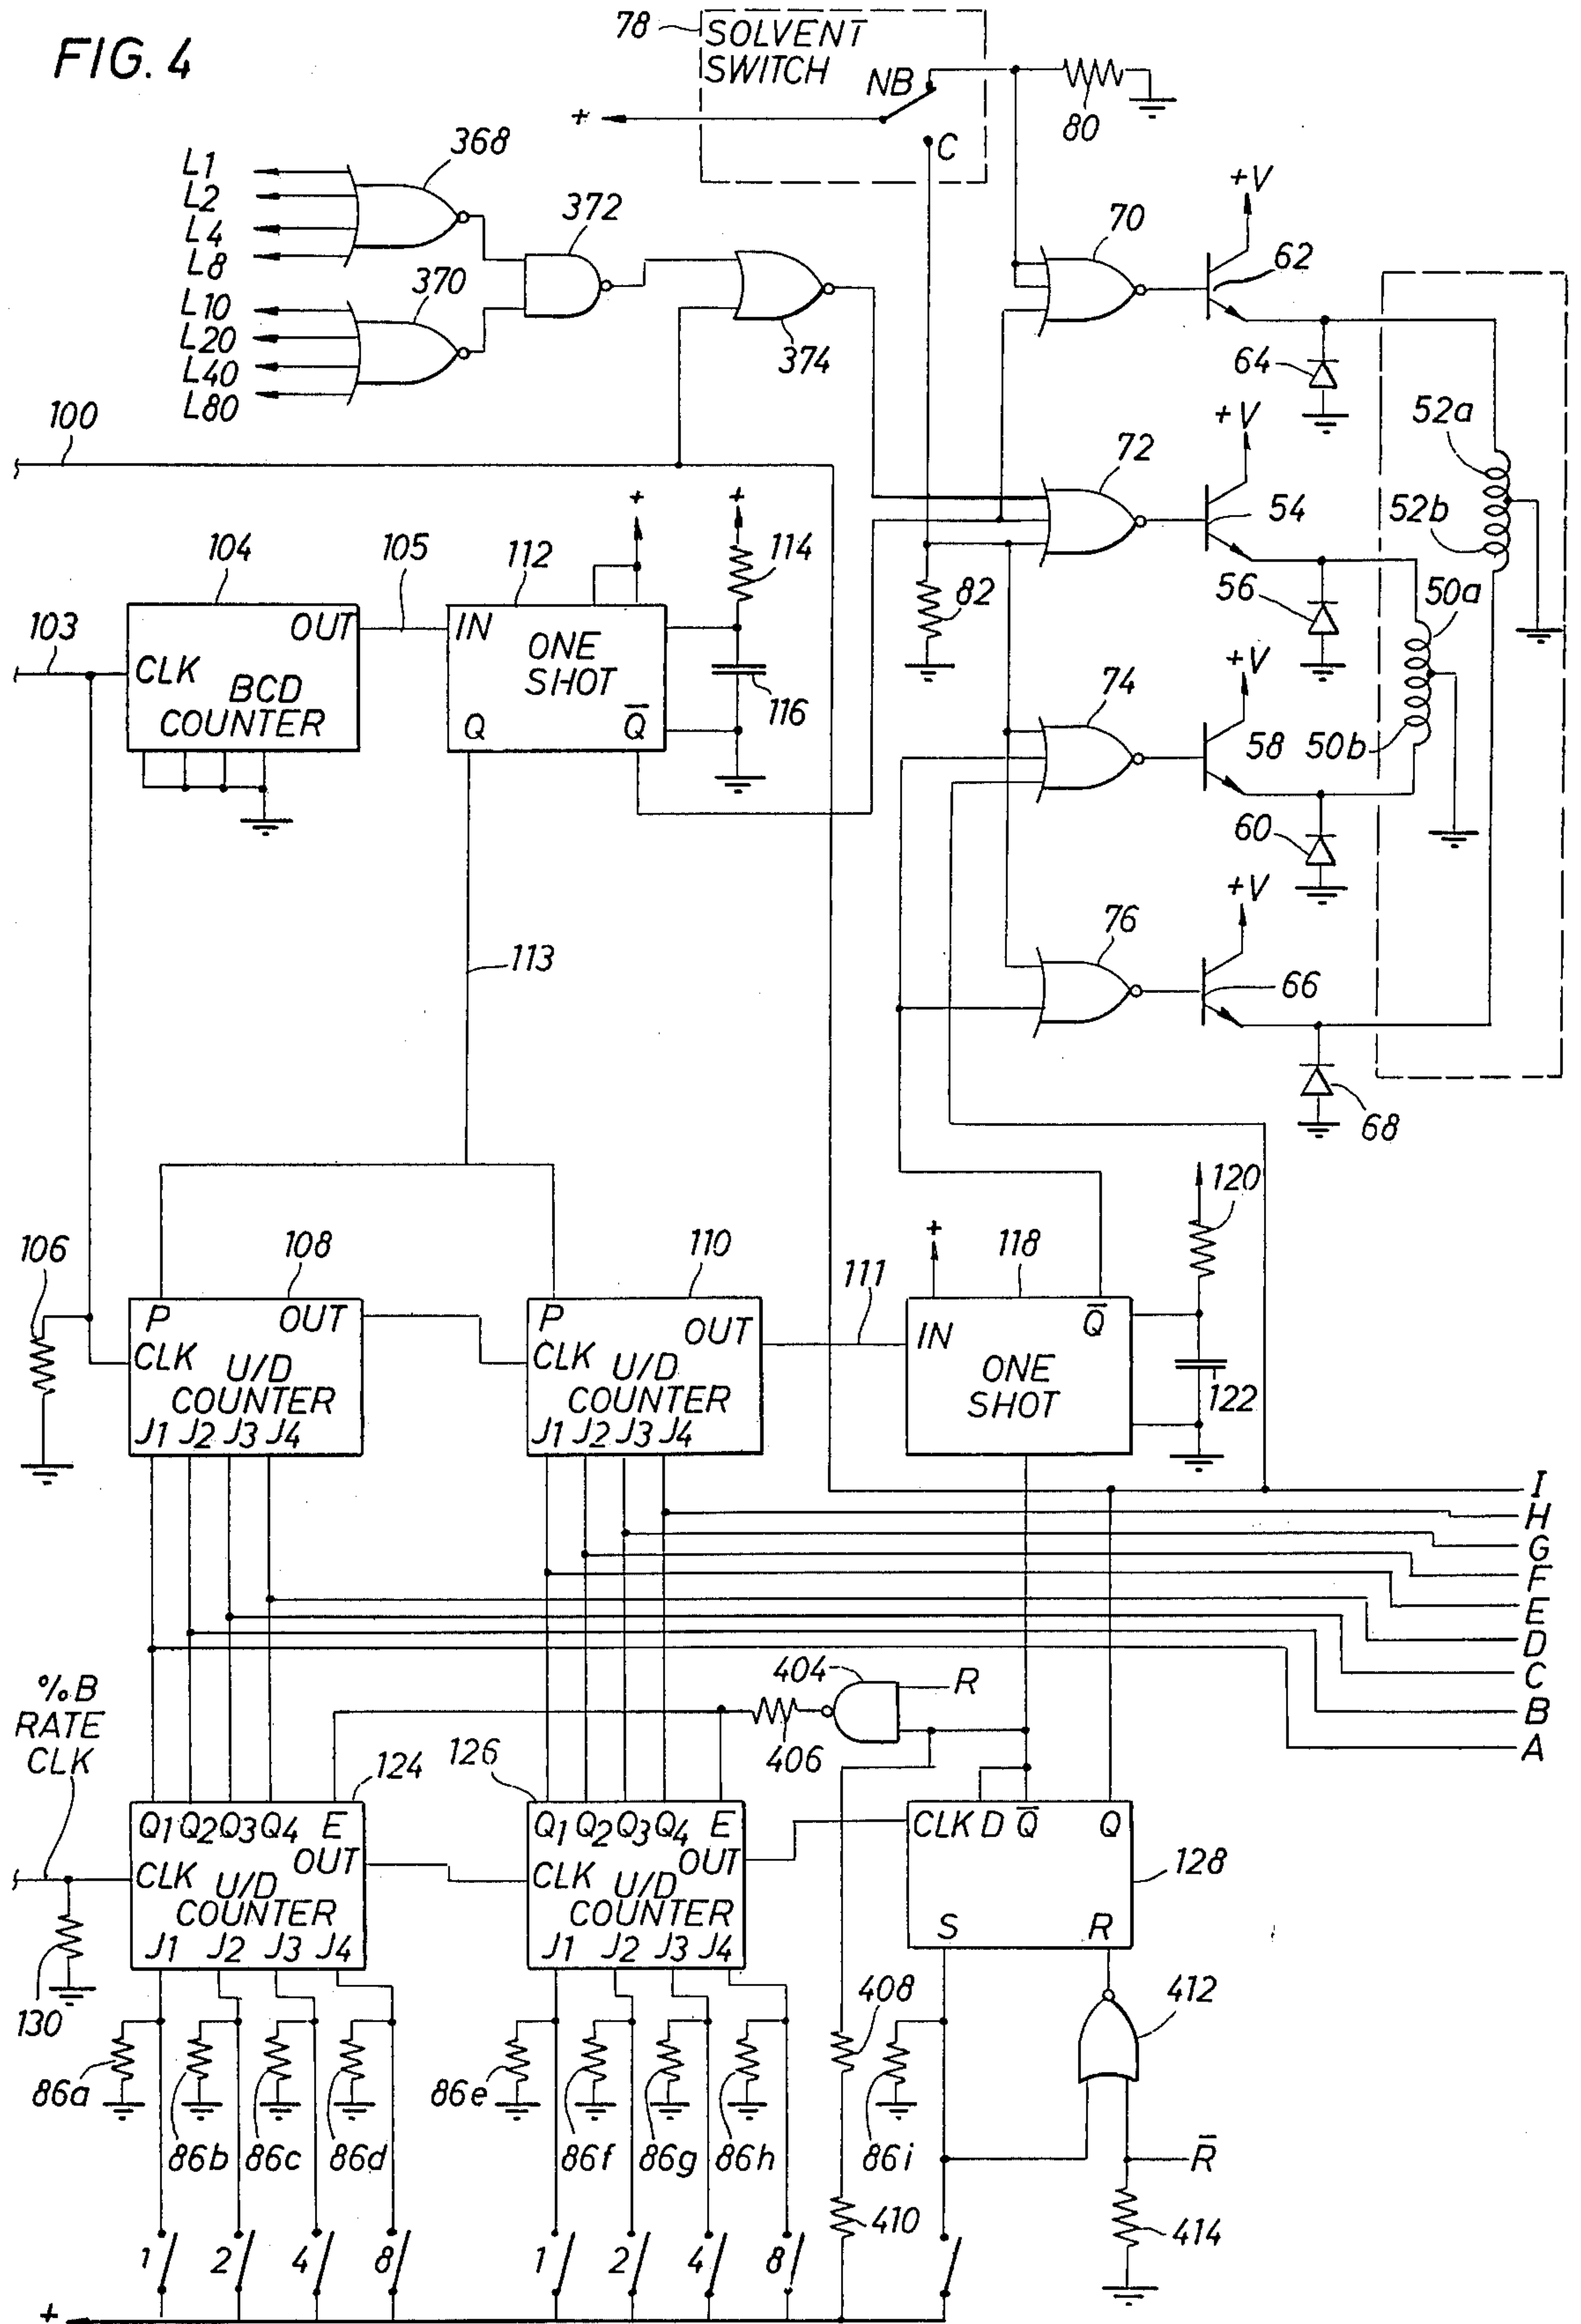 FIG. 4
78
SOLVENT
SWITCH
NB
+
C
80
L1
L2
L4
L8
L10
L20
L40
L80
368
370
372
374
+V
70
62
64
100
52a
52b
72
+V
54
56
50a
50b
103
104
OUT
CLK
BCD
COUNTER
105
112
IN
ONE
SHOT
Q
Q̅
+
+
114
116
82
74
+V
58
60
113
76
+V
66
68
106
108
P
OUT
CLK
U/D
COUNTER
J1 J2 J3 J4
110
P
OUT
CLK
U/D
COUNTER
J1 J2 J3 J4
111
+
118
IN
Q̅
ONE
SHOT
120
122
I
H
G
F
E
D
C
B
A
%B
RATE
CLK
404
R
406
124
Q1 Q2 Q3 Q4 E
OUT
CLK
U/D
COUNTER
J1 J2 J3 J4
126
Q1 Q2 Q3 Q4 E
OUT
CLK
U/D
COUNTER
J1 J2 J3 J4
CLK D Q̅ Q
128
S R
130
86a
86b
86c
86d
86e
86f
86g
86h
408
86i
412
R̅
410
414
1 2 4 8
1 2 4 8
+